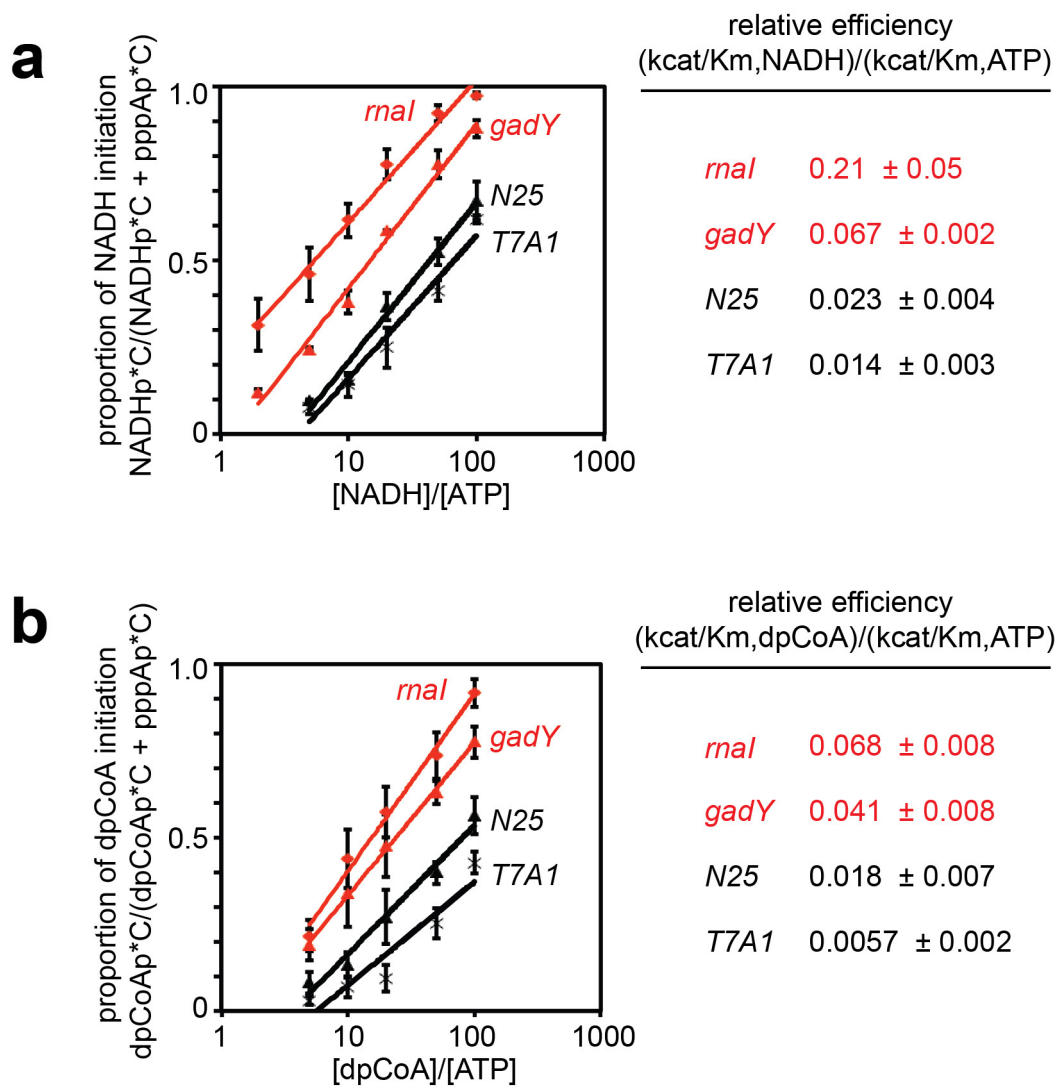 a
proportion of NADH initiation
NADHp*C/(NADHp*C + pppAp*C)
1.0
0.5
0
rnaI
gadY
N25
T7A1
1
10
100
1000
[NADH]/[ATP]
relative efficiency
(kcat/Km,NADH)/(kcat/Km,ATP)
rnaI 0.21 ± 0.05
gadY 0.067 ± 0.002
N25 0.023 ± 0.004
T7A1 0.014 ± 0.003
b
proportion of dpCoA initiation
dpCoAp*C/(dpCoAp*C + pppAp*C)
1.0
0.5
0
rnaI
gadY
N25
T7A1
1
10
100
1000
[dpCoA]/[ATP]
relative efficiency
(kcat/Km,dpCoA)/(kcat/Km,ATP)
rnaI 0.068 ± 0.008
gadY 0.041 ± 0.008
N25 0.018 ± 0.007
T7A1 0.0057 ± 0.002